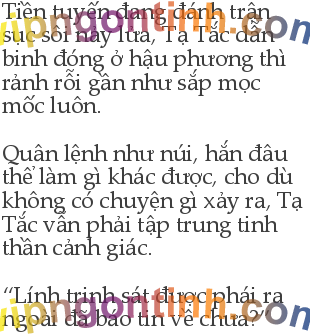 Tiền tuyến đang đánh trận
sục sôi nảy lửa, Tạ Tắc dẫn
binh đóng ở hậu phương thì
rảnh rỗi gần như sắp mọc
mốc luôn.
Quân lệnh như núi, hắn đâu
thể làm gì khác được, cho dù
không có chuyện gì xảy ra, Tạ
Tắc vẫn phải tập trung tinh
thần cảnh giác.
“Lính trinh sát được phái ra
ngoài đã báo tin về chưa?”
vipngontinh.com
vipngontinh.com